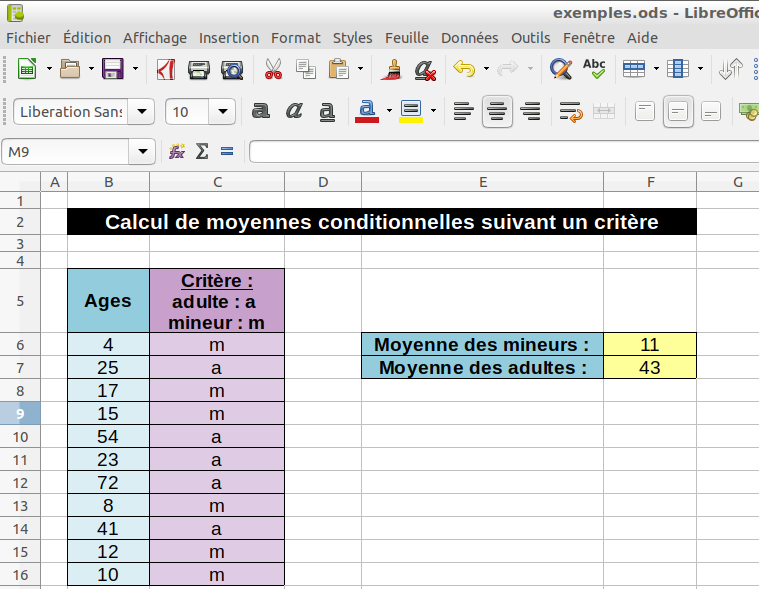 exemples.ods - LibreOffic
Fichier Édition Affichage Insertion Format Styles Feuille Données Outils Fenêtre Aide
Abc
Liberation Sans 10
M9
A B C D E F G
1
2 Calcul de moyennes conditionnelles suivant un critère
3
4
Critère :
5 Ages adulte : a
mineur : m
6 4 m Moyenne des mineurs : 11
7 25 a Moyenne des adultes : 43
8 17 m
9 15 m
10 54 a
11 23 a
12 72 a
13 8 m
14 41 a
15 12 m
16 10 m